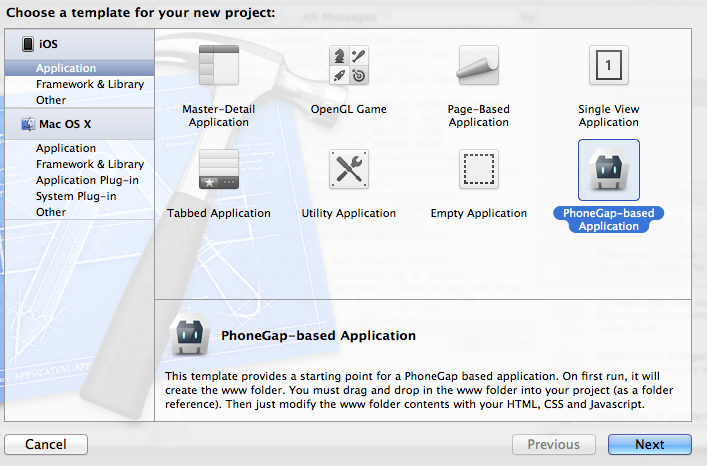 Choose a template for your new project:
iOS
Application
Framework & Library
Other
Mac OS X
Application
Framework & Library
Application Plug-in
System Plug-in
Other
Master-Detail
Application
OpenGL Game
Page-Based
Application
1
Single View
Application
Tabbed Application
Utility Application
Empty Application
PhoneGap-based
Application
PhoneGap-based Application
This template provides a starting point for a PhoneGap based application. On first run, it will
create the www folder. You must drag and drop in the www folder into your project (as a folder
reference). Then just modify the www folder contents with your HTML, CSS and Javascript.
Cancel
Previous
Next